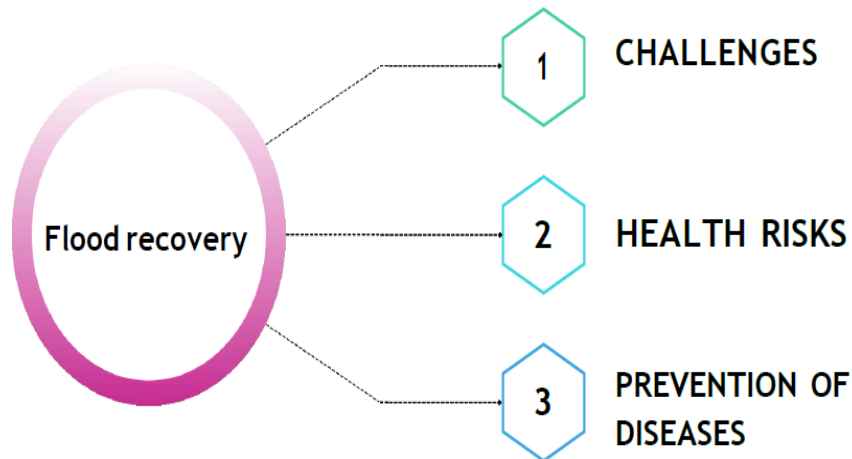 Flood recovery
1
CHALLENGES
2
HEALTH RISKS
3
PREVENTION OF
DISEASES